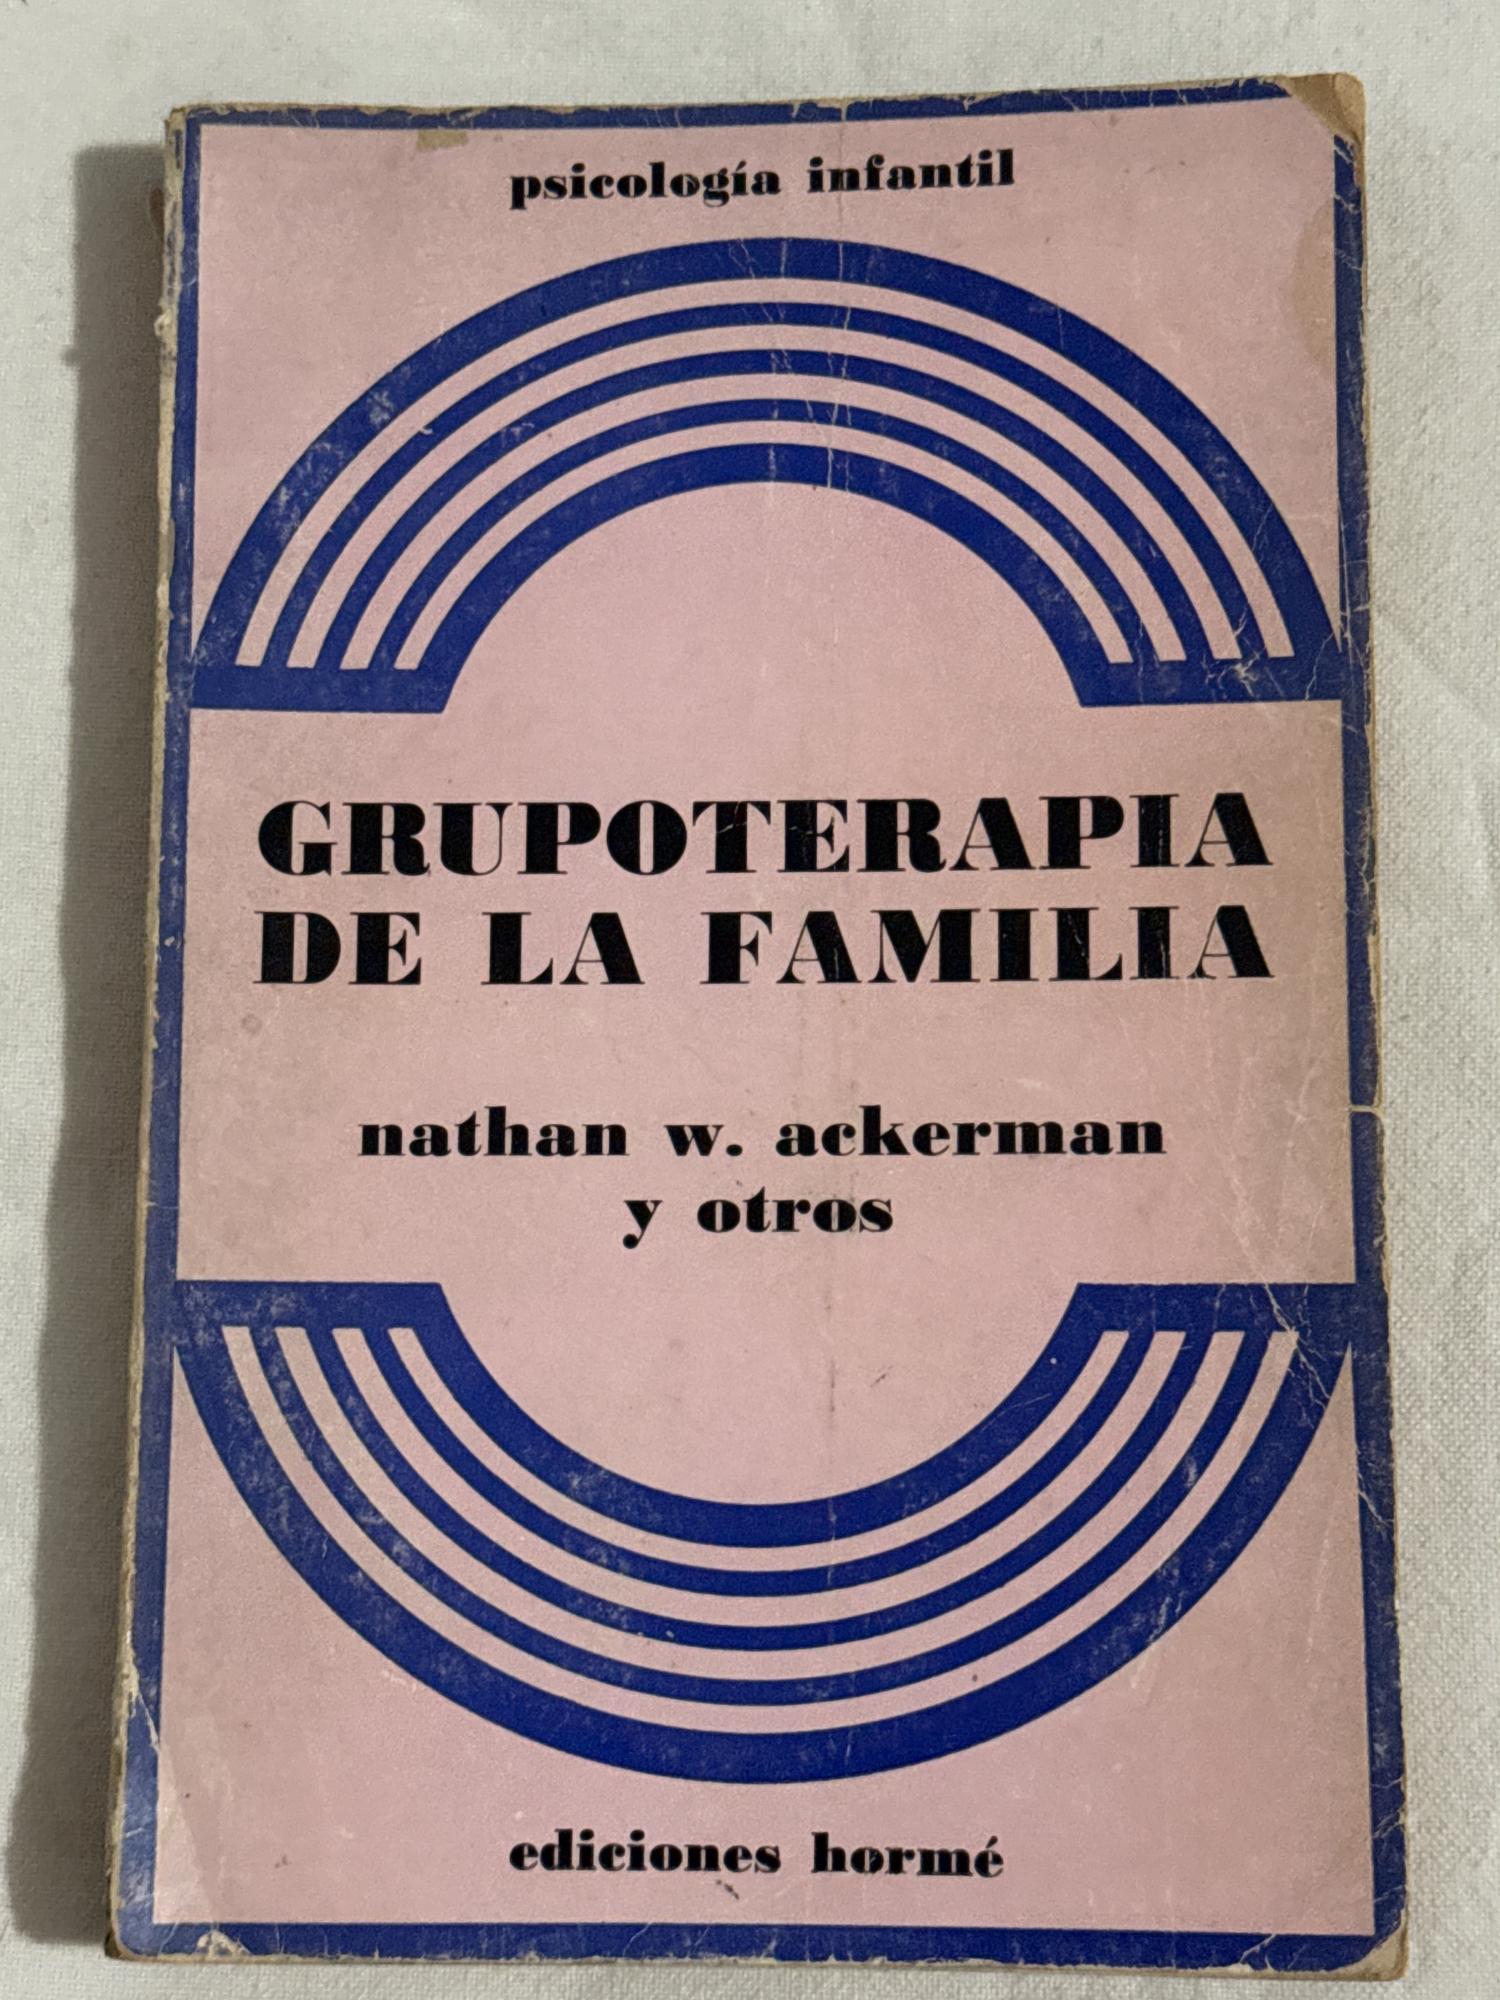 psicología infantil
GRUPOTERAPIA
DE LA FAMILIA
nathan w. ackerman
y otros
ediciones hormé